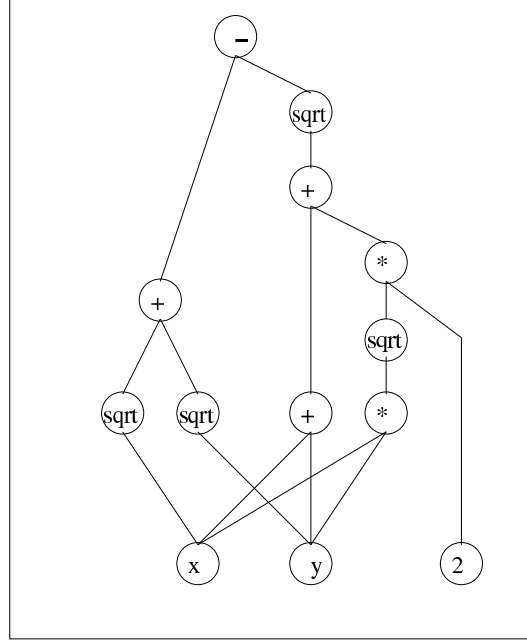 −
sqrt
+
*
+
sqrt
sqrt sqrt + *
x y 2